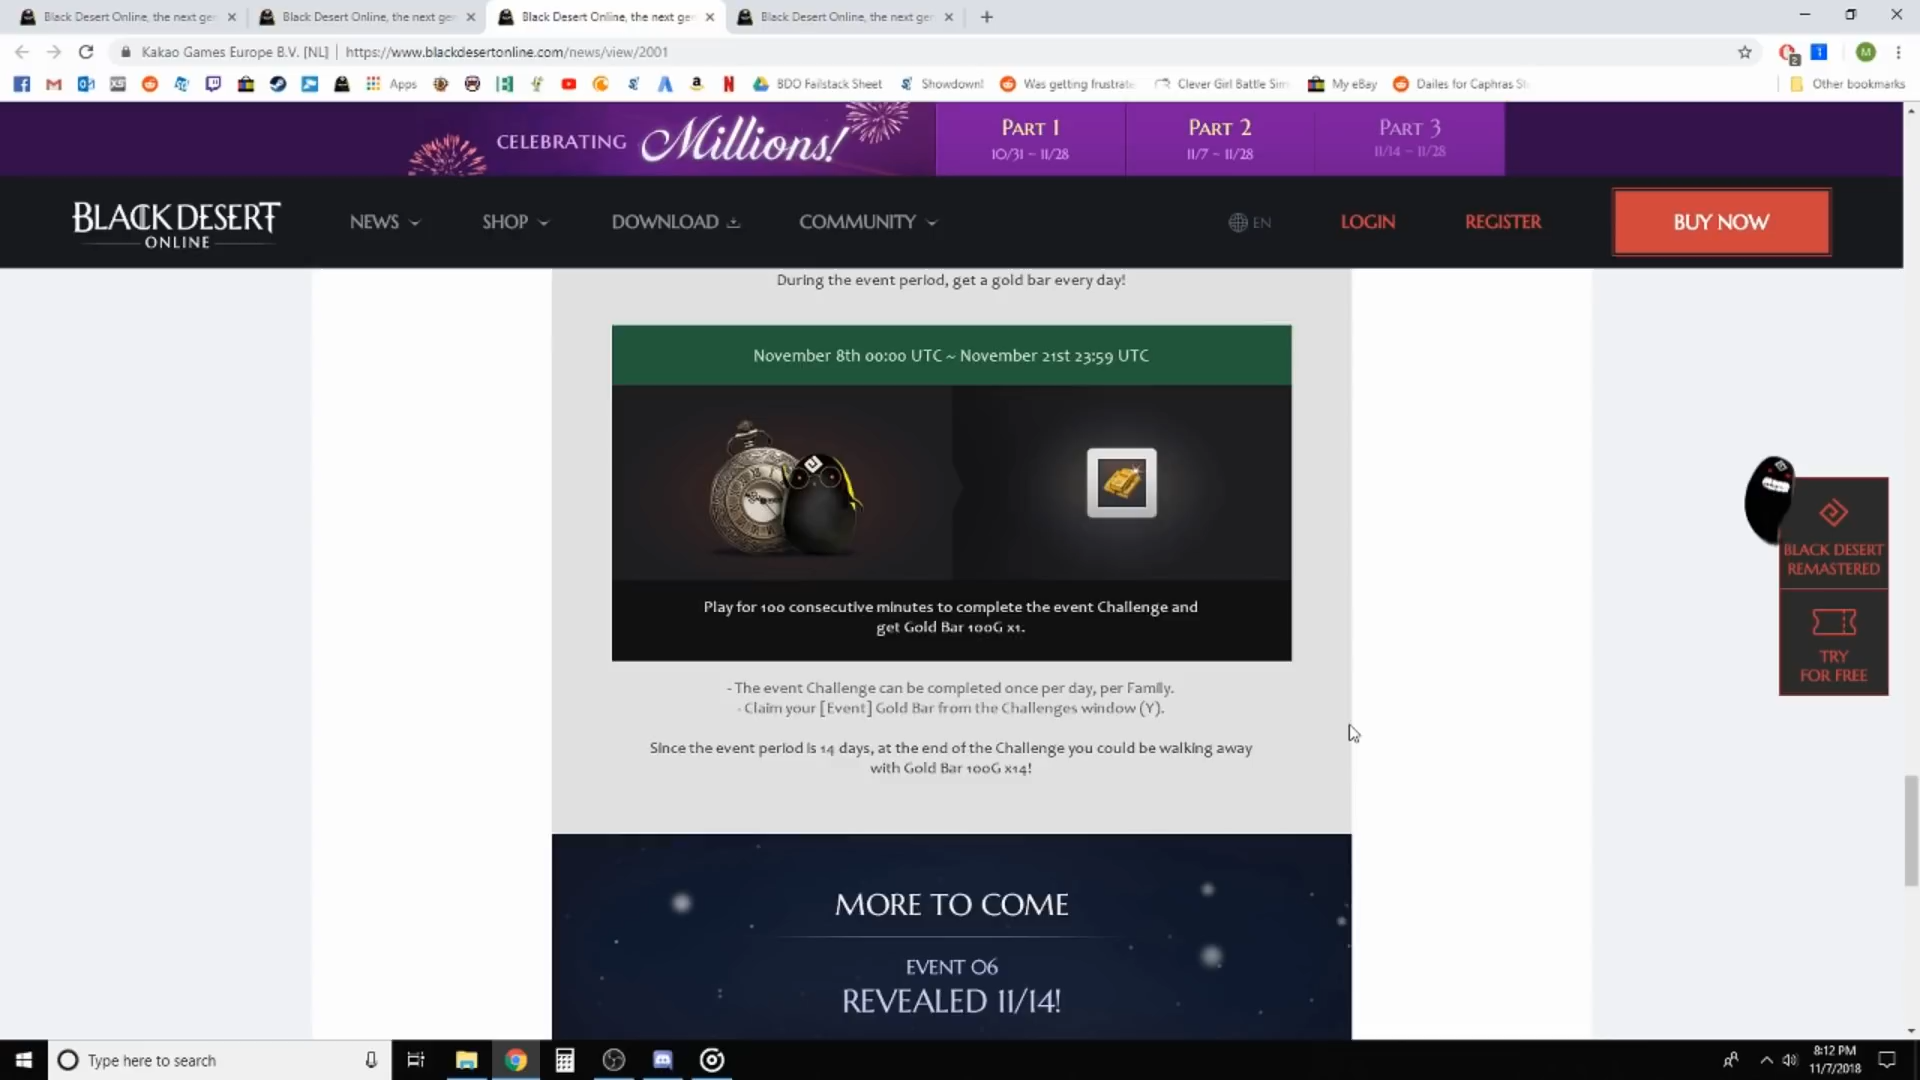 Black Desert Online, the next ger
Black Desert Online, the next gen
Black Desert Online, the next ger
Black Desert Online, the next ger
Kakao Games Europe B.V. [NL] | https://www.blackdesertonline.com/news/view/2001
Apps
BDO Failstack Sheet
Showdown!
Was getting frustrate
Clever Girl Battle Sim
My eBay
Dailes for Caphras St
Other bookmarks
CELEBRATING Millions!
PART 1
10/31 ~ 11/28
PART 2
11/7 ~ 11/28
PART 3
11/14 ~ 11/28
BLACK DESERT
ONLINE
NEWS
SHOP
DOWNLOAD
COMMUNITY
EN
LOGIN
REGISTER
BUY NOW
During the event period, get a gold bar every day!
November 8th 00:00 UTC ~ November 21st 23:59 UTC
Play for 100 consecutive minutes to complete the event Challenge and
get Gold Bar 100G x1.
- The event Challenge can be completed once per day, per Family.
- Claim your [Event] Gold Bar from the Challenges window (Y).
Since the event period is 14 days, at the end of the Challenge you could be walking away
with Gold Bar 100G x14!
BLACK DESERT
REMASTERED
TRY
FOR FREE
MORE TO COME
EVENT 06
REVEALED 11/14!
Type here to search
8:12 PM
11/7/2018